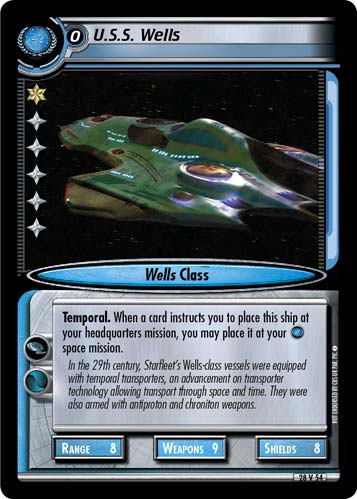 0 U.S.S. Wells
Wells Class
Temporal. When a card instructs you to place this ship at
your headquarters mission, you may place it at your
space mission.
In the 29th century, Starfleet's Wells-class vessels were equipped
with temporal transporters, an advancement on transporter
technology allowing transport through space and time. They were
also armed with antiproton and chroniton weapons.
RANGE 8 WEAPONS 9 SHIELDS 8
28 V 54